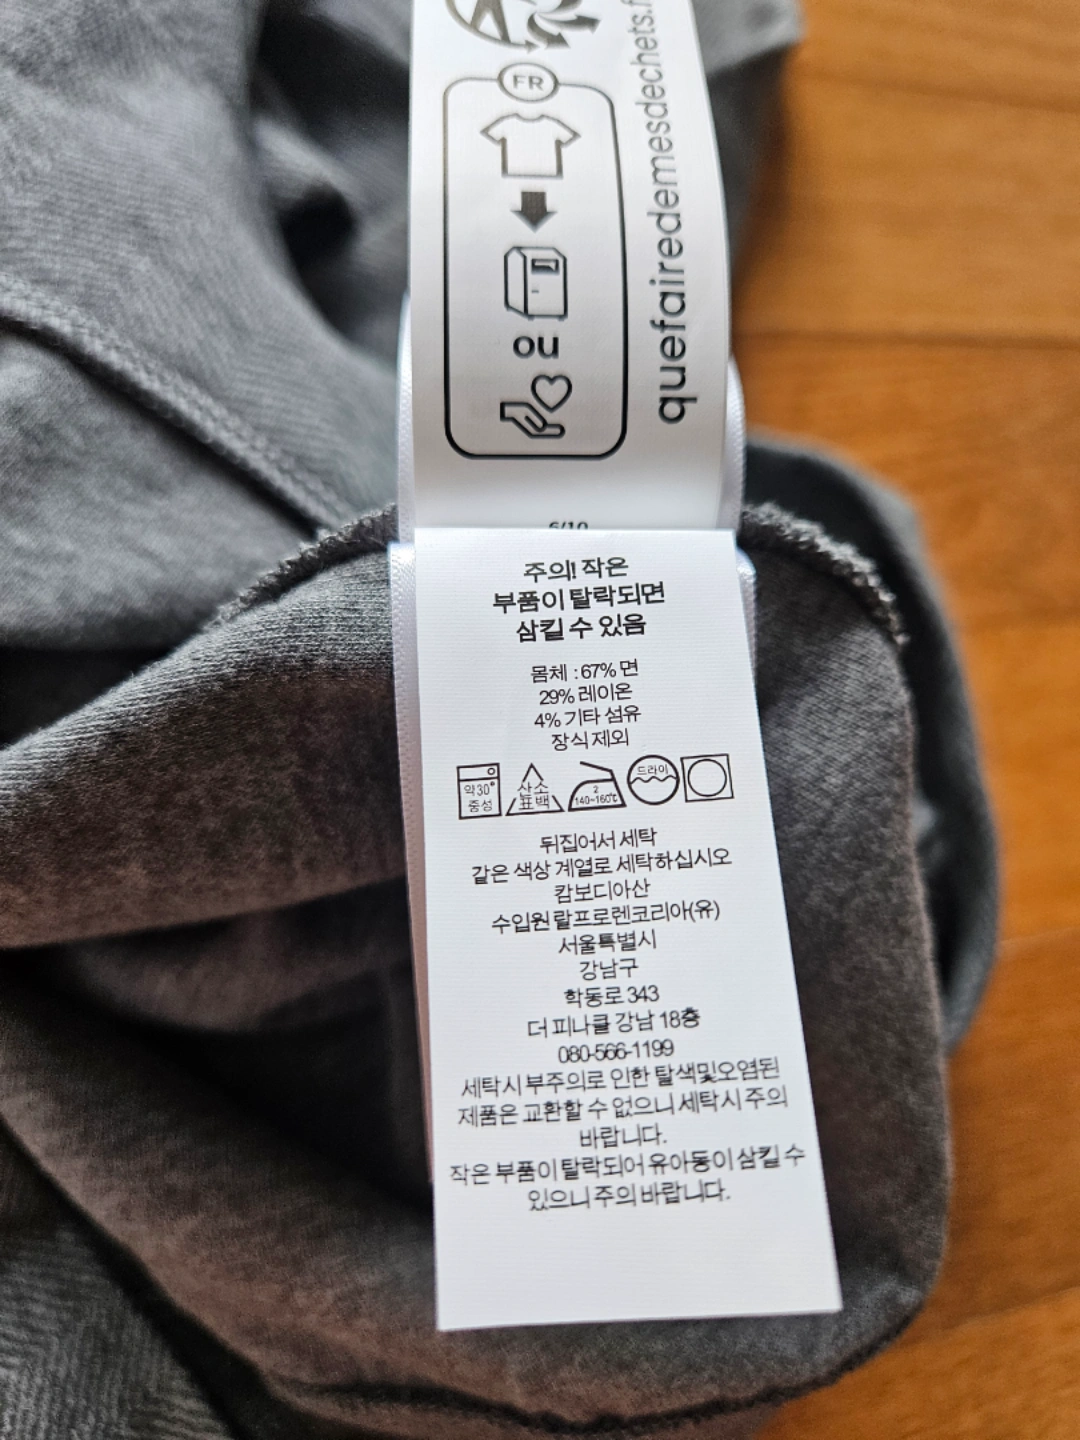 FR
OU
quefairedemesdechets.f
6/10
주의! 작은
부품이 탈락되면
삼킬 수 있음
몸체 : 67% 면
29% 레이온
4% 기타 섬유
장식 제외
약30°
중성
산소
표백
2
140~160℃
드라이
뒤집어서 세탁
같은 색상 계열로 세탁하십시오
캄보디아산
수입원 랄프로렌코리아(유)
서울특별시
강남구
학동로 343
더 피나클 강남 18층
080-566-1199
세탁시 부주의로 인한 탈색및오염된
제품은 교환할 수 없으니 세탁시 주의
바랍니다.
작은 부품이 탈락되어 유아동이 삼킬 수
있으니 주의 바랍니다.